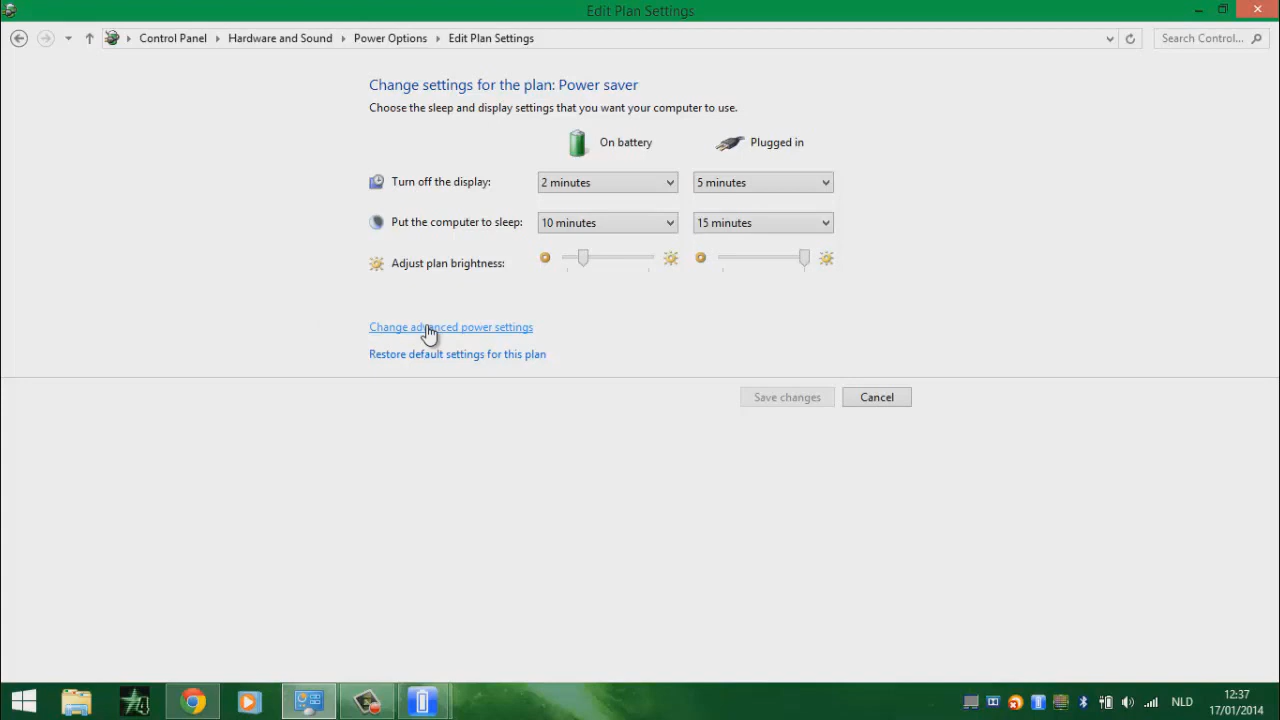 Edit Plan Settings
Control Panel Hardware and Sound Power Options Edit Plan Settings
Search Control...
Change settings for the plan: Power saver
Choose the sleep and display settings that you want your computer to use.
On battery Plugged in
Turn off the display: 2 minutes 5 minutes
Put the computer to sleep: 10 minutes 15 minutes
Adjust plan brightness:
Change advanced power settings
Restore default settings for this plan
Save changes Cancel
NLD
12:37
17/01/2014